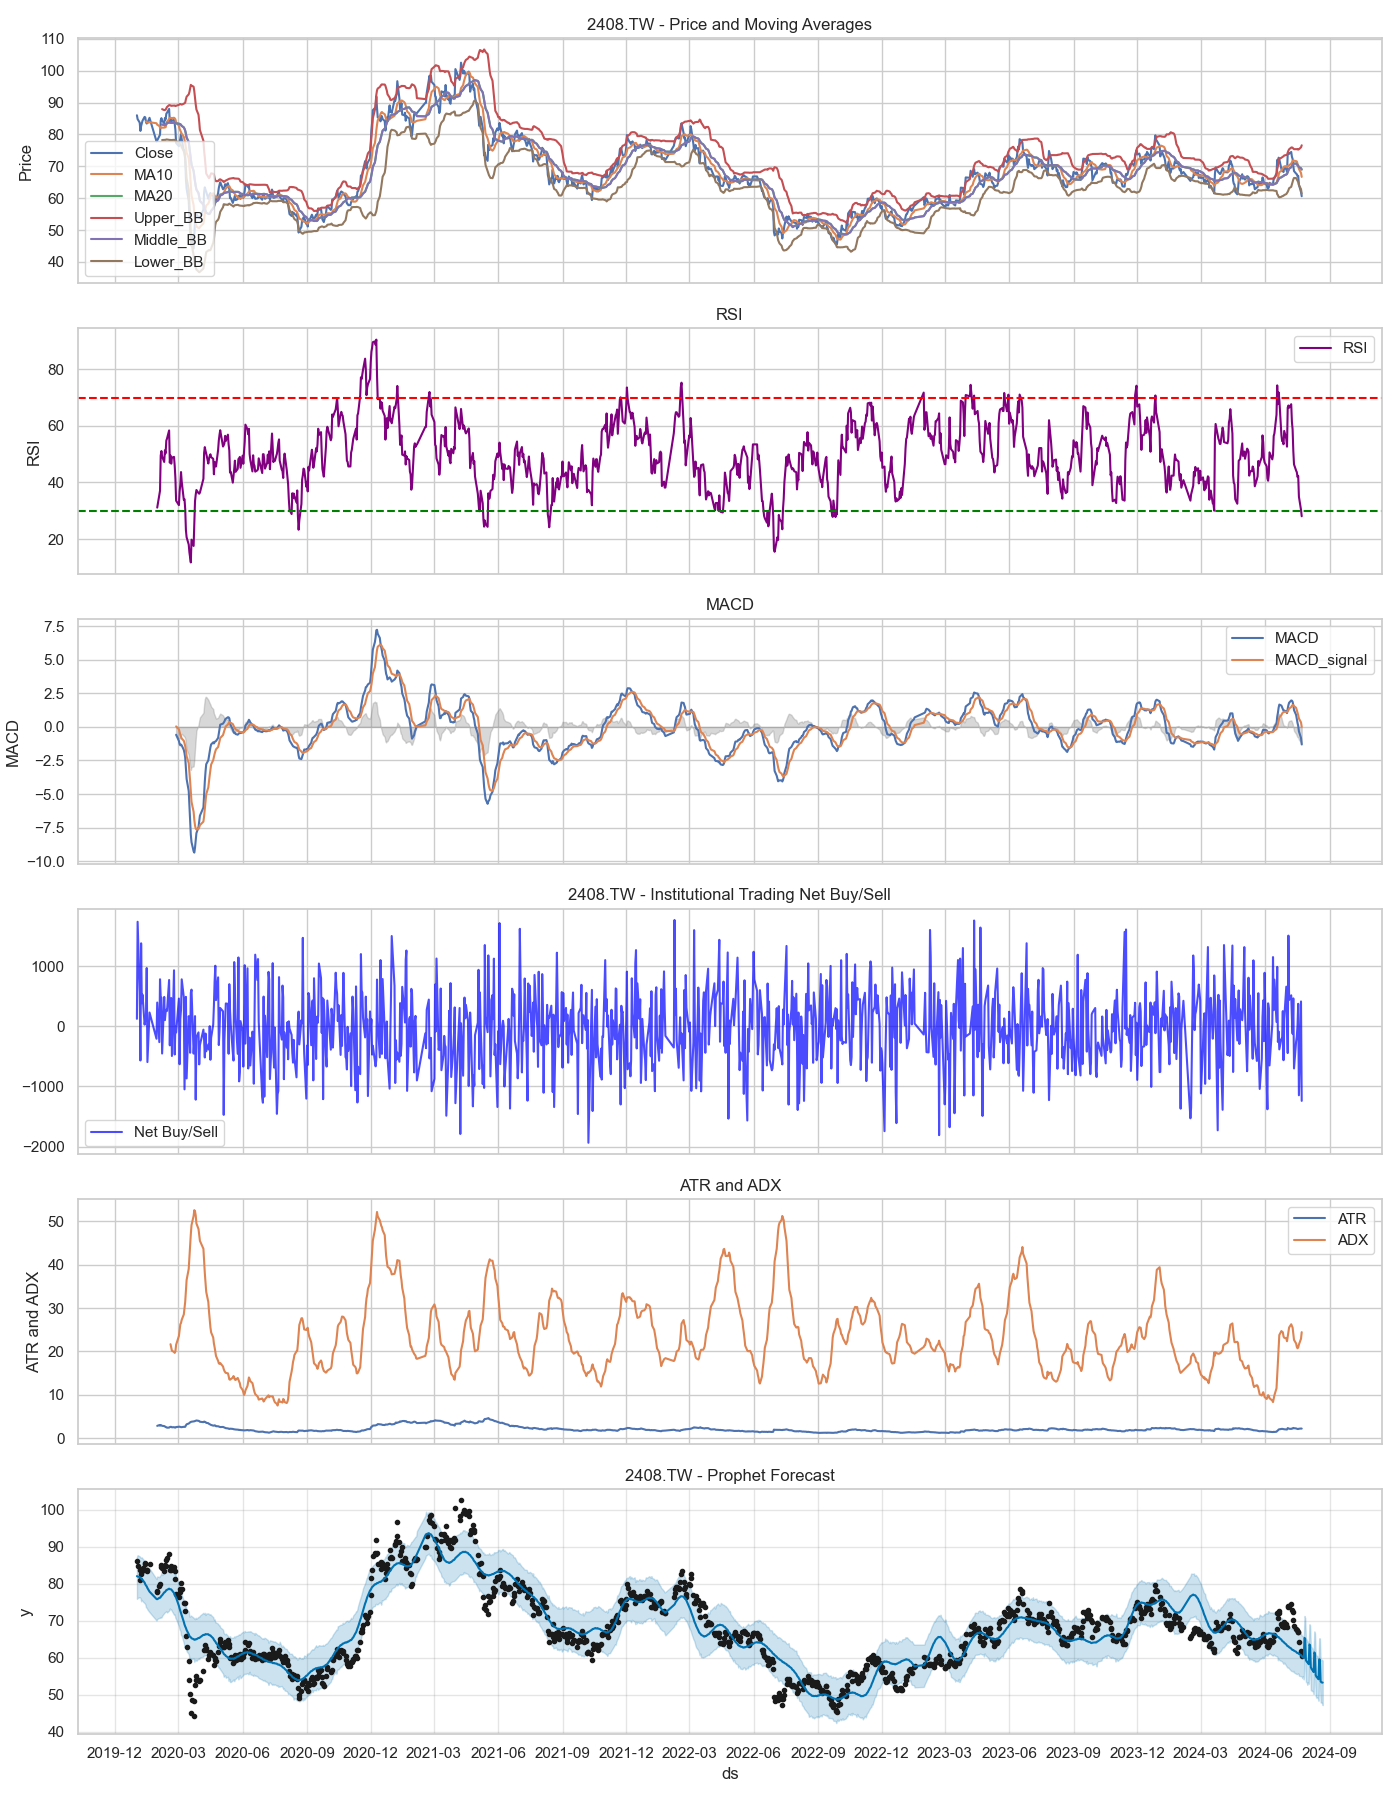 2408.TW - Price and Moving Averages
110
100
90
80
70
60
50
40
Price
Close
MA10
MA20
Upper_BB
Middle_BB
Lower_BB
RSI
80
60
40
20
RSI
RSI
MACD
7.5
5.0
2.5
0.0
−2.5
−5.0
−7.5
−10.0
MACD
MACD
MACD_signal
2408.TW - Institutional Trading Net Buy/Sell
1000
0
−1000
−2000
Net Buy/Sell
ATR and ADX
50
40
30
20
10
0
ATR and ADX
ATR
ADX
2408.TW - Prophet Forecast
100
90
80
70
60
50
40
y
2019-12 2020-03 2020-06 2020-09 2020-12 2021-03 2021-06 2021-09 2021-12 2022-03 2022-06 2022-09 2022-12 2023-03 2023-06 2023-09 2023-12 2024-03 2024-06 2024-09
ds